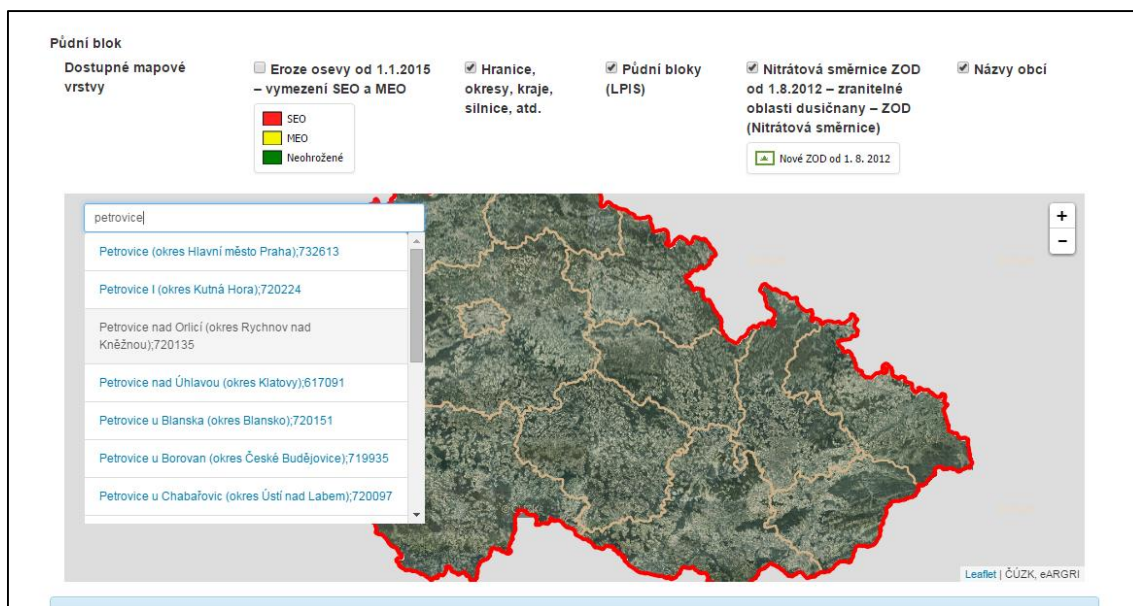 Půdní blok
Dostupné mapové
vrstvy
Eroze osevy od 1.1.2015
– vymezení SEO a MEO
SEO
MEO
Neohrožené
Hranice,
okresy, kraje,
silnice, atd.
Půdní bloky
(LPIS)
Nitrátová směrnice ZOD
od 1.8.2012 – zranitelné
oblasti dusičnany – ZOD
(Nitrátová směrnice)
Nové ZOD od 1. 8. 2012
Názvy obcí
petrovice
Petrovice (okres Hlavní město Praha);732613
Petrovice I (okres Kutná Hora);720224
Petrovice nad Orlicí (okres Rychnov nad
Kněžnou);720135
Petrovice nad Úhlavou (okres Klatovy);617091
Petrovice u Blanska (okres Blansko);720151
Petrovice u Borovan (okres České Budějovice);719935
Petrovice u Chabařovic (okres Ústí nad Labem);720097
+
−
Leaflet | ČÚZK, eARGRI